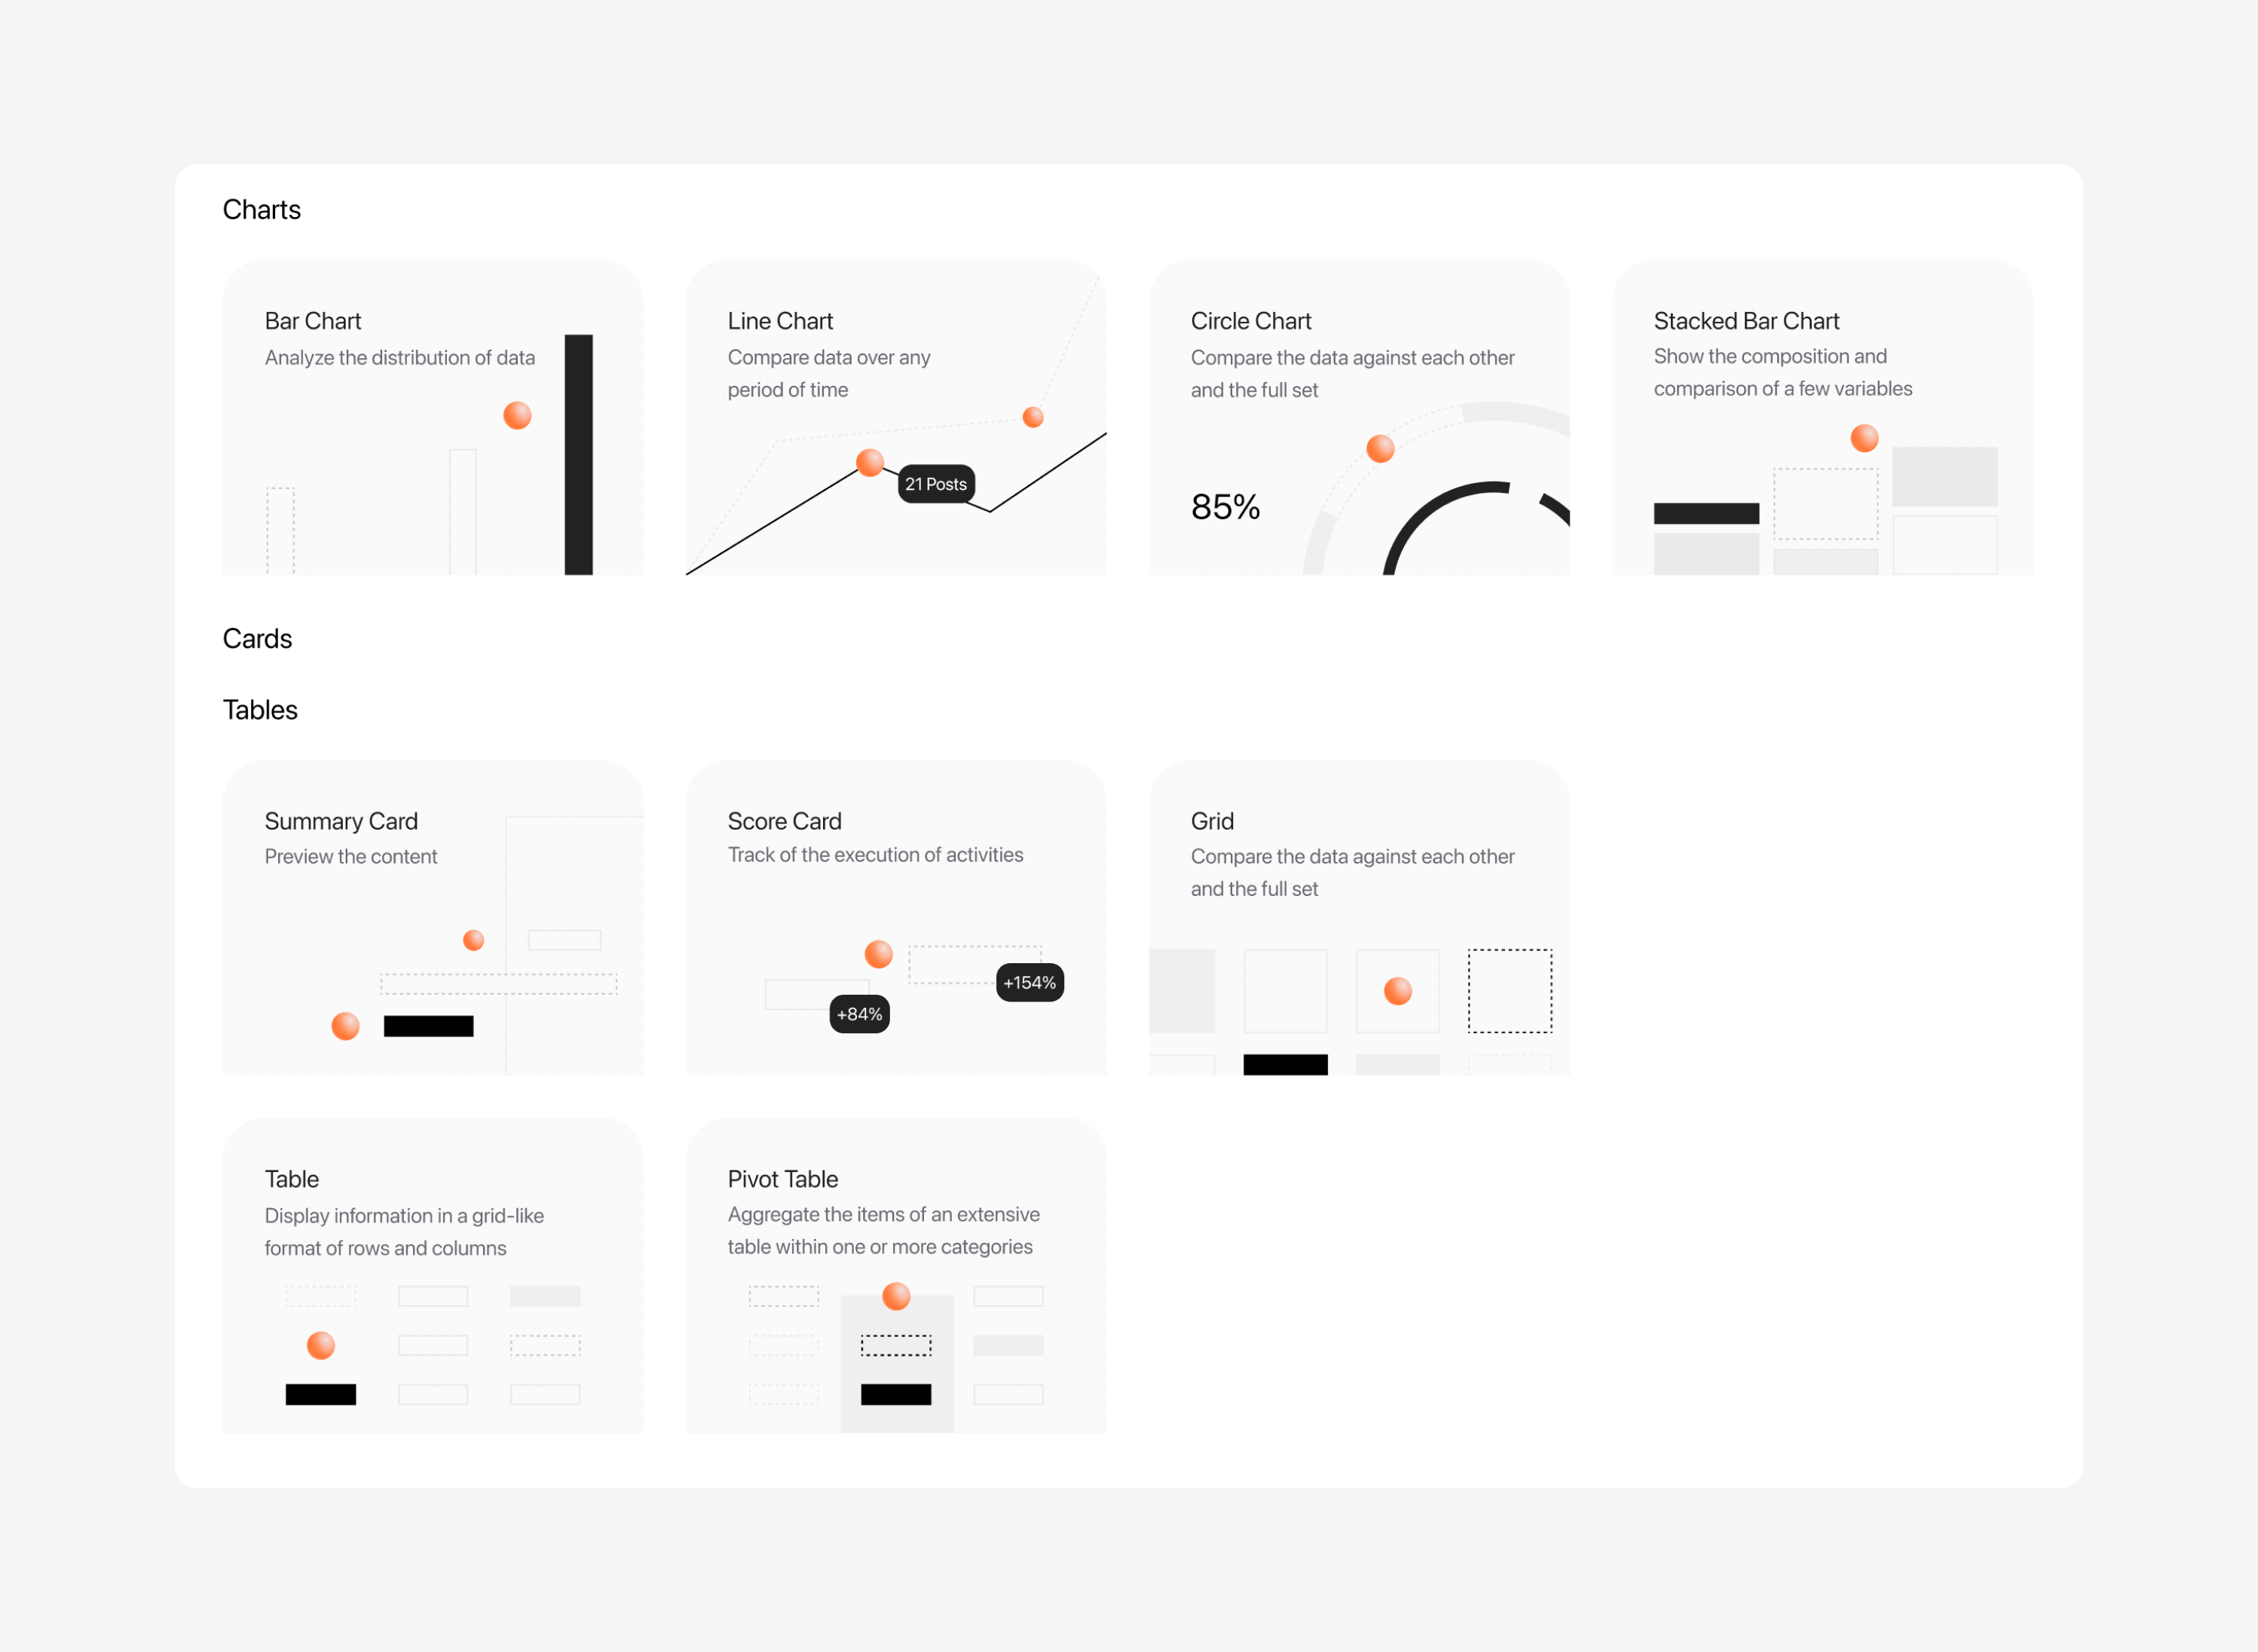 Charts
Bar Chart
Analyze the distribution of data
Line Chart
Compare data over any
period of time
21 Posts
Circle Chart
Compare the data against each other
and the full set
85%
Stacked Bar Chart
Show the composition and
comparison of a few variables
Cards
Tables
Summary Card
Preview the content
Score Card
Track of the execution of activities
+84%
+154%
Grid
Compare the data against each other
and the full set
Table
Display information in a grid-like
format of rows and columns
Pivot Table
Aggregate the items of an extensive
table within one or more categories